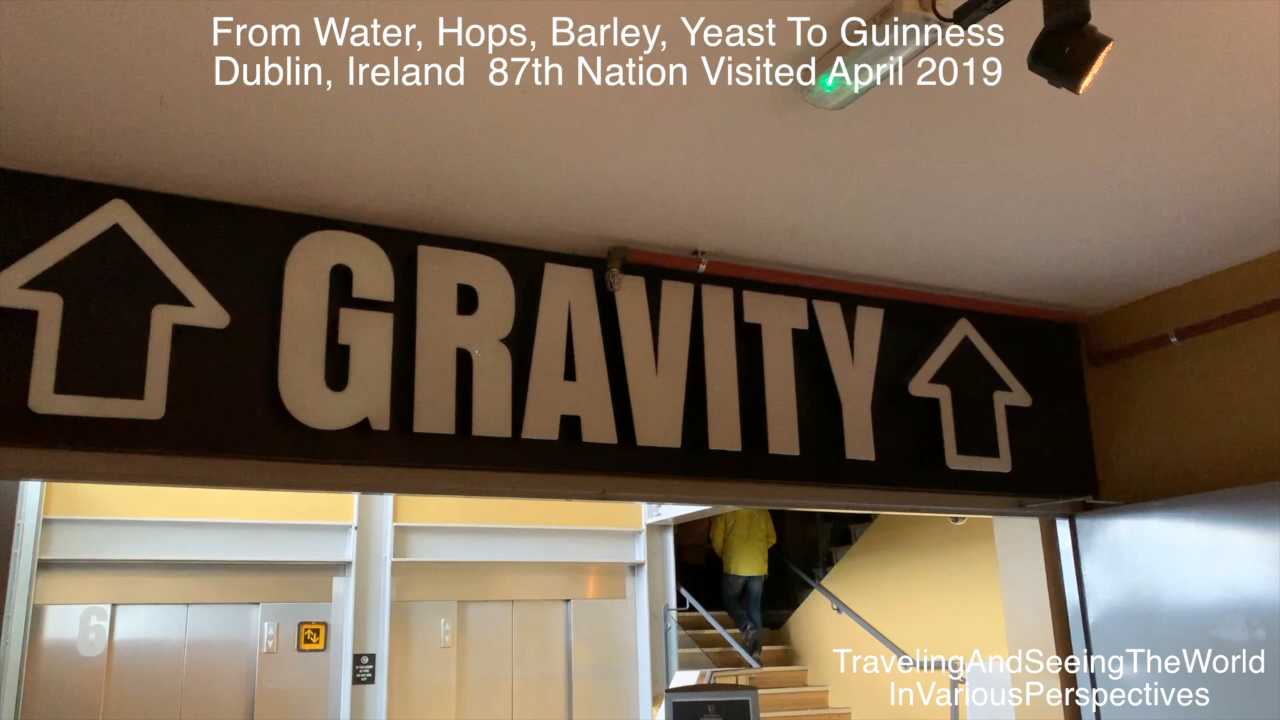 From Water, Hops, Barley, Yeast To Guinness
Dublin, Ireland  87th Nation Visited April 2019
GRAVITY
6
TravelingAndSeeingTheWorld
InVariousPerspectives